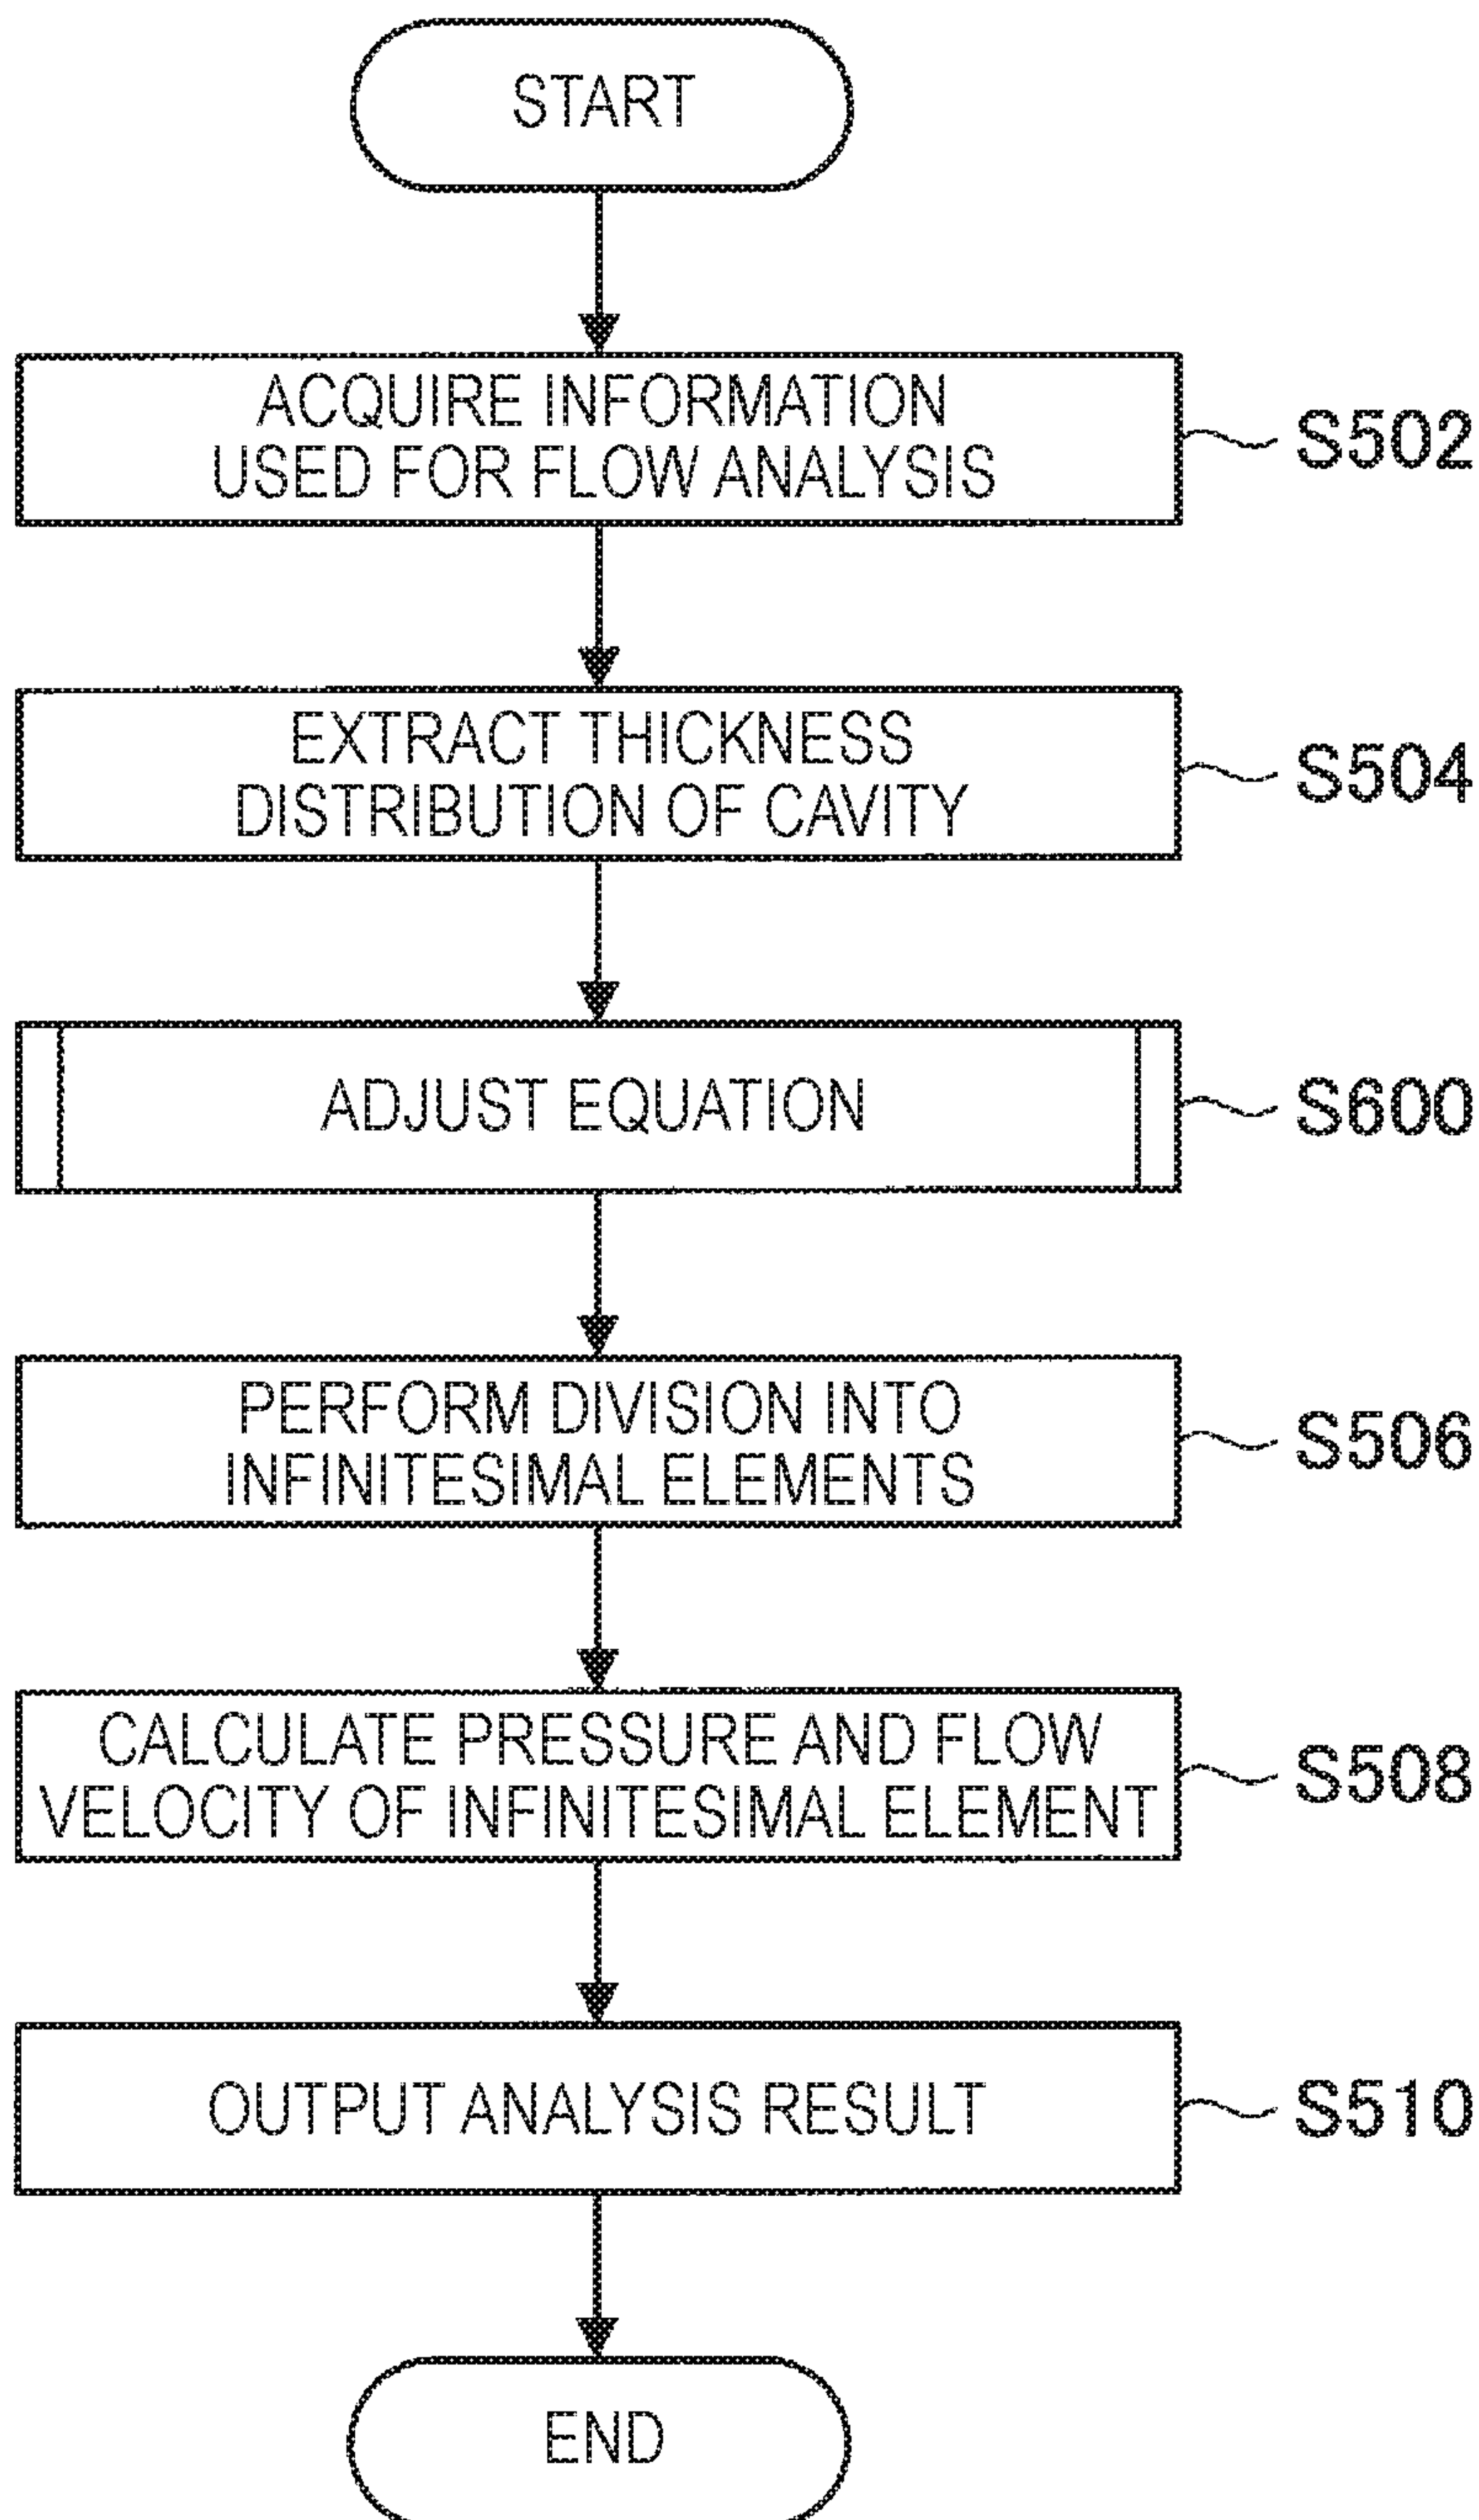 START
ACQUIRE INFORMATION
USED FOR FLOW ANALYSIS
S502
EXTRACT THICKNESS
DISTRIBUTION OF CAVITY
S504
ADJUST EQUATION
S600
PERFORM DIVISION INTO
INFINITESIMAL ELEMENTS
S506
CALCULATE PRESSURE AND FLOW
VELOCITY OF INFINITESIMAL ELEMENT
S508
OUTPUT ANALYSIS RESULT
S510
END